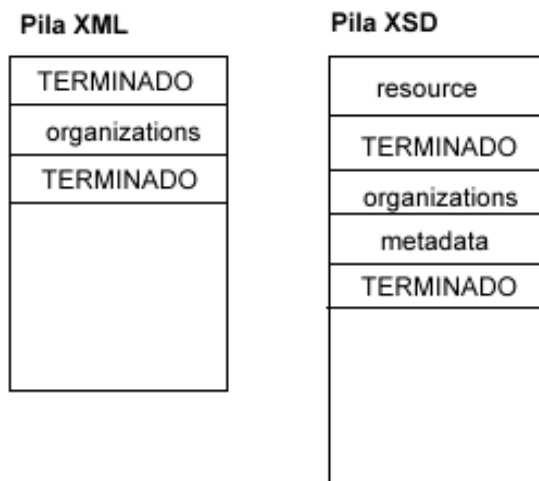 Pila XML
TERMINADO
organizations
TERMINADO
Pila XSD
resource
TERMINADO
organizations
metadata
TERMINADO